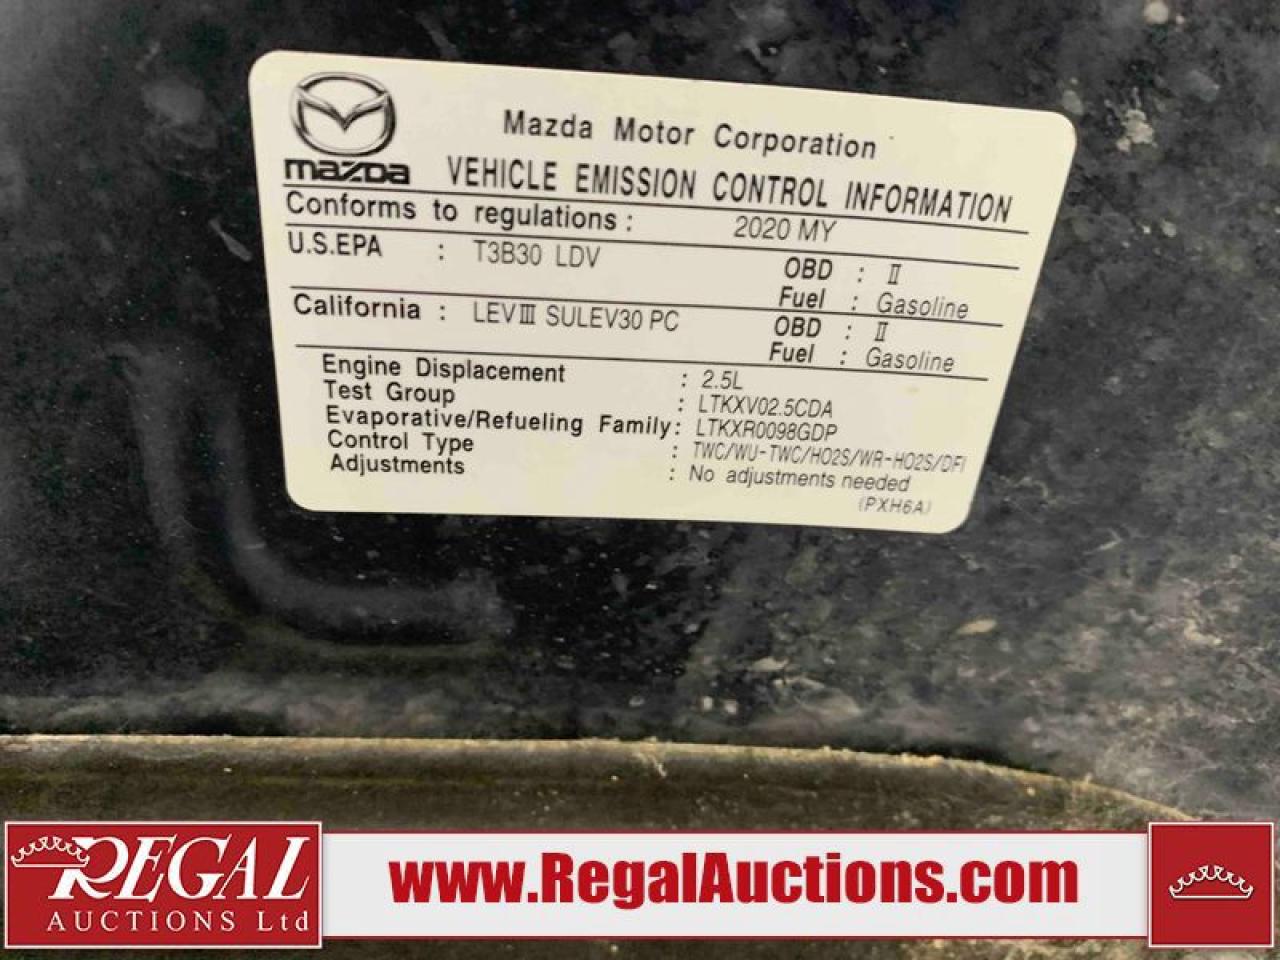 mazda
Mazda Motor Corporation
VEHICLE EMISSION CONTROL INFORMATION
Conforms to regulations : 2020 MY
U.S.EPA : T3B30 LDV OBD : Ⅱ
Fuel : Gasoline
California : LEV Ⅲ SULEV30 PC OBD : Ⅱ
Fuel : Gasoline
Engine Displacement : 2.5L
Test Group : LTKXV02.5CDA
Evaporative/Refueling Family : LTKXR0098GDP
Control Type : TWC/WU-TWC/HO2S/WR-HO2S/DFI
Adjustments : No adjustments needed
(PXH6A)
REGAL
AUCTIONS Ltd
www.RegalAuctions.com